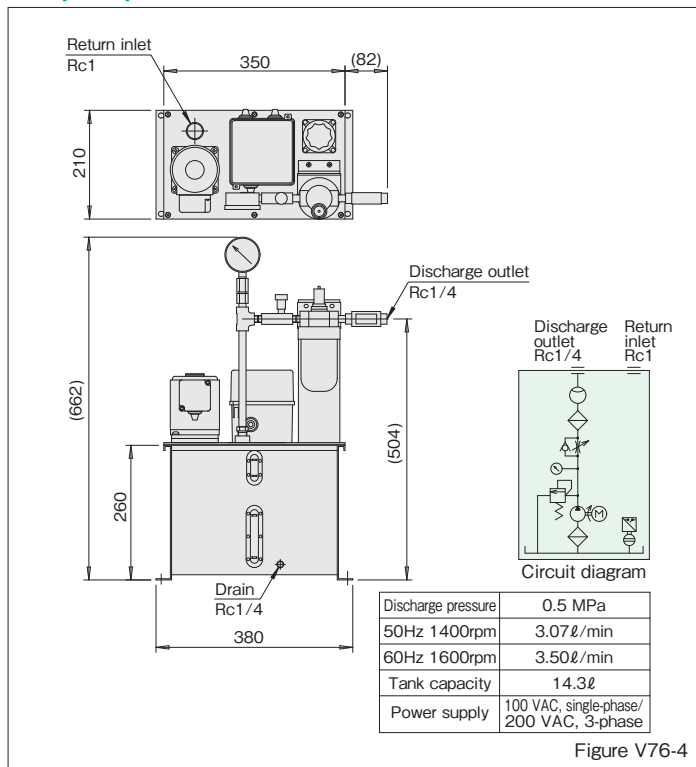 Return inlet
Rc1
350
(82)
210
Discharge outlet
Rc1/4
(662)
(504)
260
Drain
Rc1/4
380
Discharge
outlet
Rc1/4
Return
inlet
Rc1
M
Circuit diagram
Discharge pressure 0.5 MPa
50Hz 1400rpm 3.07ℓ/min
60Hz 1600rpm 3.50ℓ/min
Tank capacity 14.3ℓ
Power supply 100 VAC, single-phase/
200 VAC, 3-phase
Figure V76-4